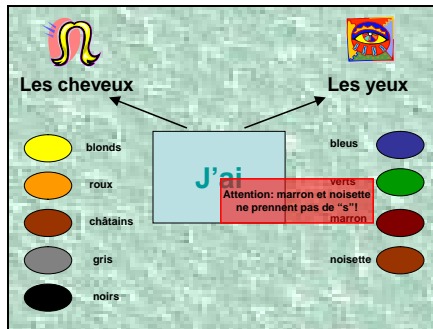 Les cheveux
Les yeux
blonds
roux
châtains
gris
noirs
J'ai
Attention: marron et noisette
ne prennent pas de “s”!
bleus
verts
marron
noisette